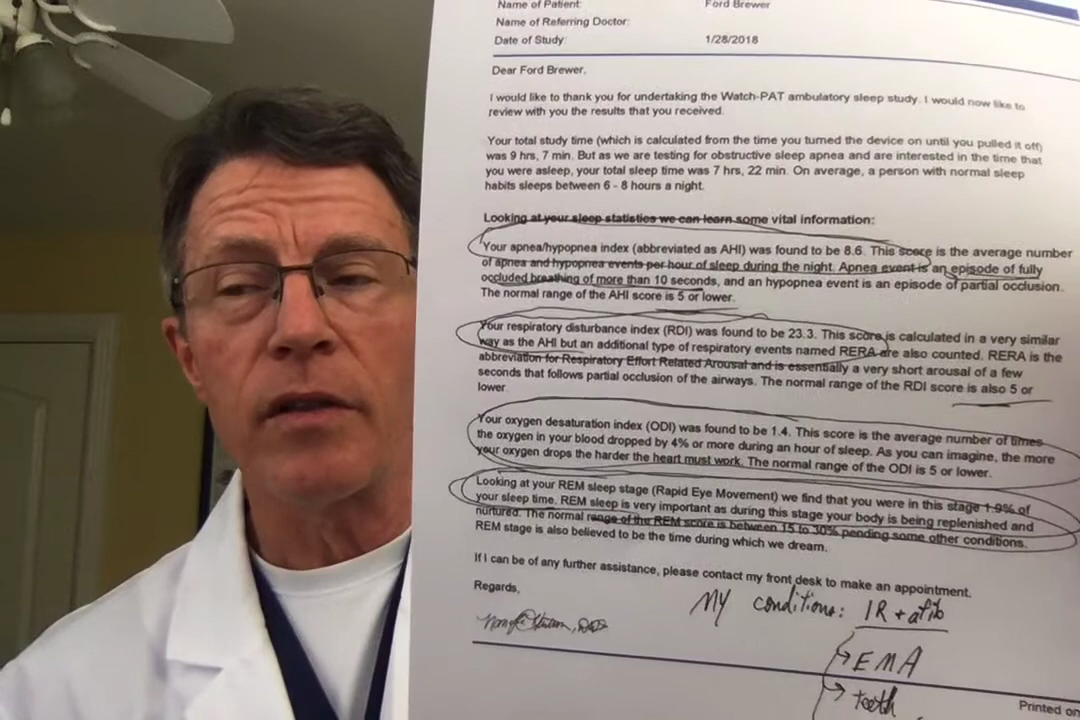 Name of Patient: Ford Brewer
Name of Referring Doctor:
Date of Study: 1/28/2018
Dear Ford Brewer,
I would like to thank you for undertaking the Watch-PAT ambulatory sleep study. I would now like to
review with you the results that you received.
Your total study time (which is calculated from the time you turned the device on until you pulled it off)
was 9 hrs, 7 min. But as we are testing for obstructive sleep apnea and are interested in the time that
you were asleep, your total sleep time was 7 hrs, 22 min. On average, a person with normal sleep
habits sleeps between 6 - 8 hours a night.
Looking at your sleep statistics we can learn some vital information:
Your apnea/hypopnea index (abbreviated as AHI) was found to be 8.6. This score is the average number
of apnea and hypopnea events per hour of sleep during the night. Apnea event is an episode of fully
occluded breathing of more than 10 seconds, and an hypopnea event is an episode of partial occlusion.
The normal range of the AHI score is 5 or lower.
Your respiratory disturbance index (RDI) was found to be 23.3. This score is calculated in a very similar
way as the AHI but an additional type of respiratory events named RERA are also counted. RERA is the
abbreviation for Respiratory Effort Related Arousal and is essentially a very short arousal of a few
seconds that follows partial occlusion of the airways. The normal range of the RDI score is also 5 or
lower.
Your oxygen desaturation index (ODI) was found to be 1.4. This score is the average number of times
the oxygen in your blood dropped by 4% or more during an hour of sleep. As you can imagine, the more
your oxygen drops the harder the heart must work. The normal range of the ODI is 5 or lower.
Looking at your REM sleep stage (Rapid Eye Movement) we find that you were in this stage 1.9% of
your sleep time. REM sleep is very important as during this stage your body is being replenished and
nurtured. The normal range of the REM score is between 15 to 30% pending some other conditions.
REM stage is also believed to be the time during which we dream.
If I can be of any further assistance, please contact my front desk to make an appointment.
Regards,
My conditions: IR + afib
EMA
teeth
Printed on